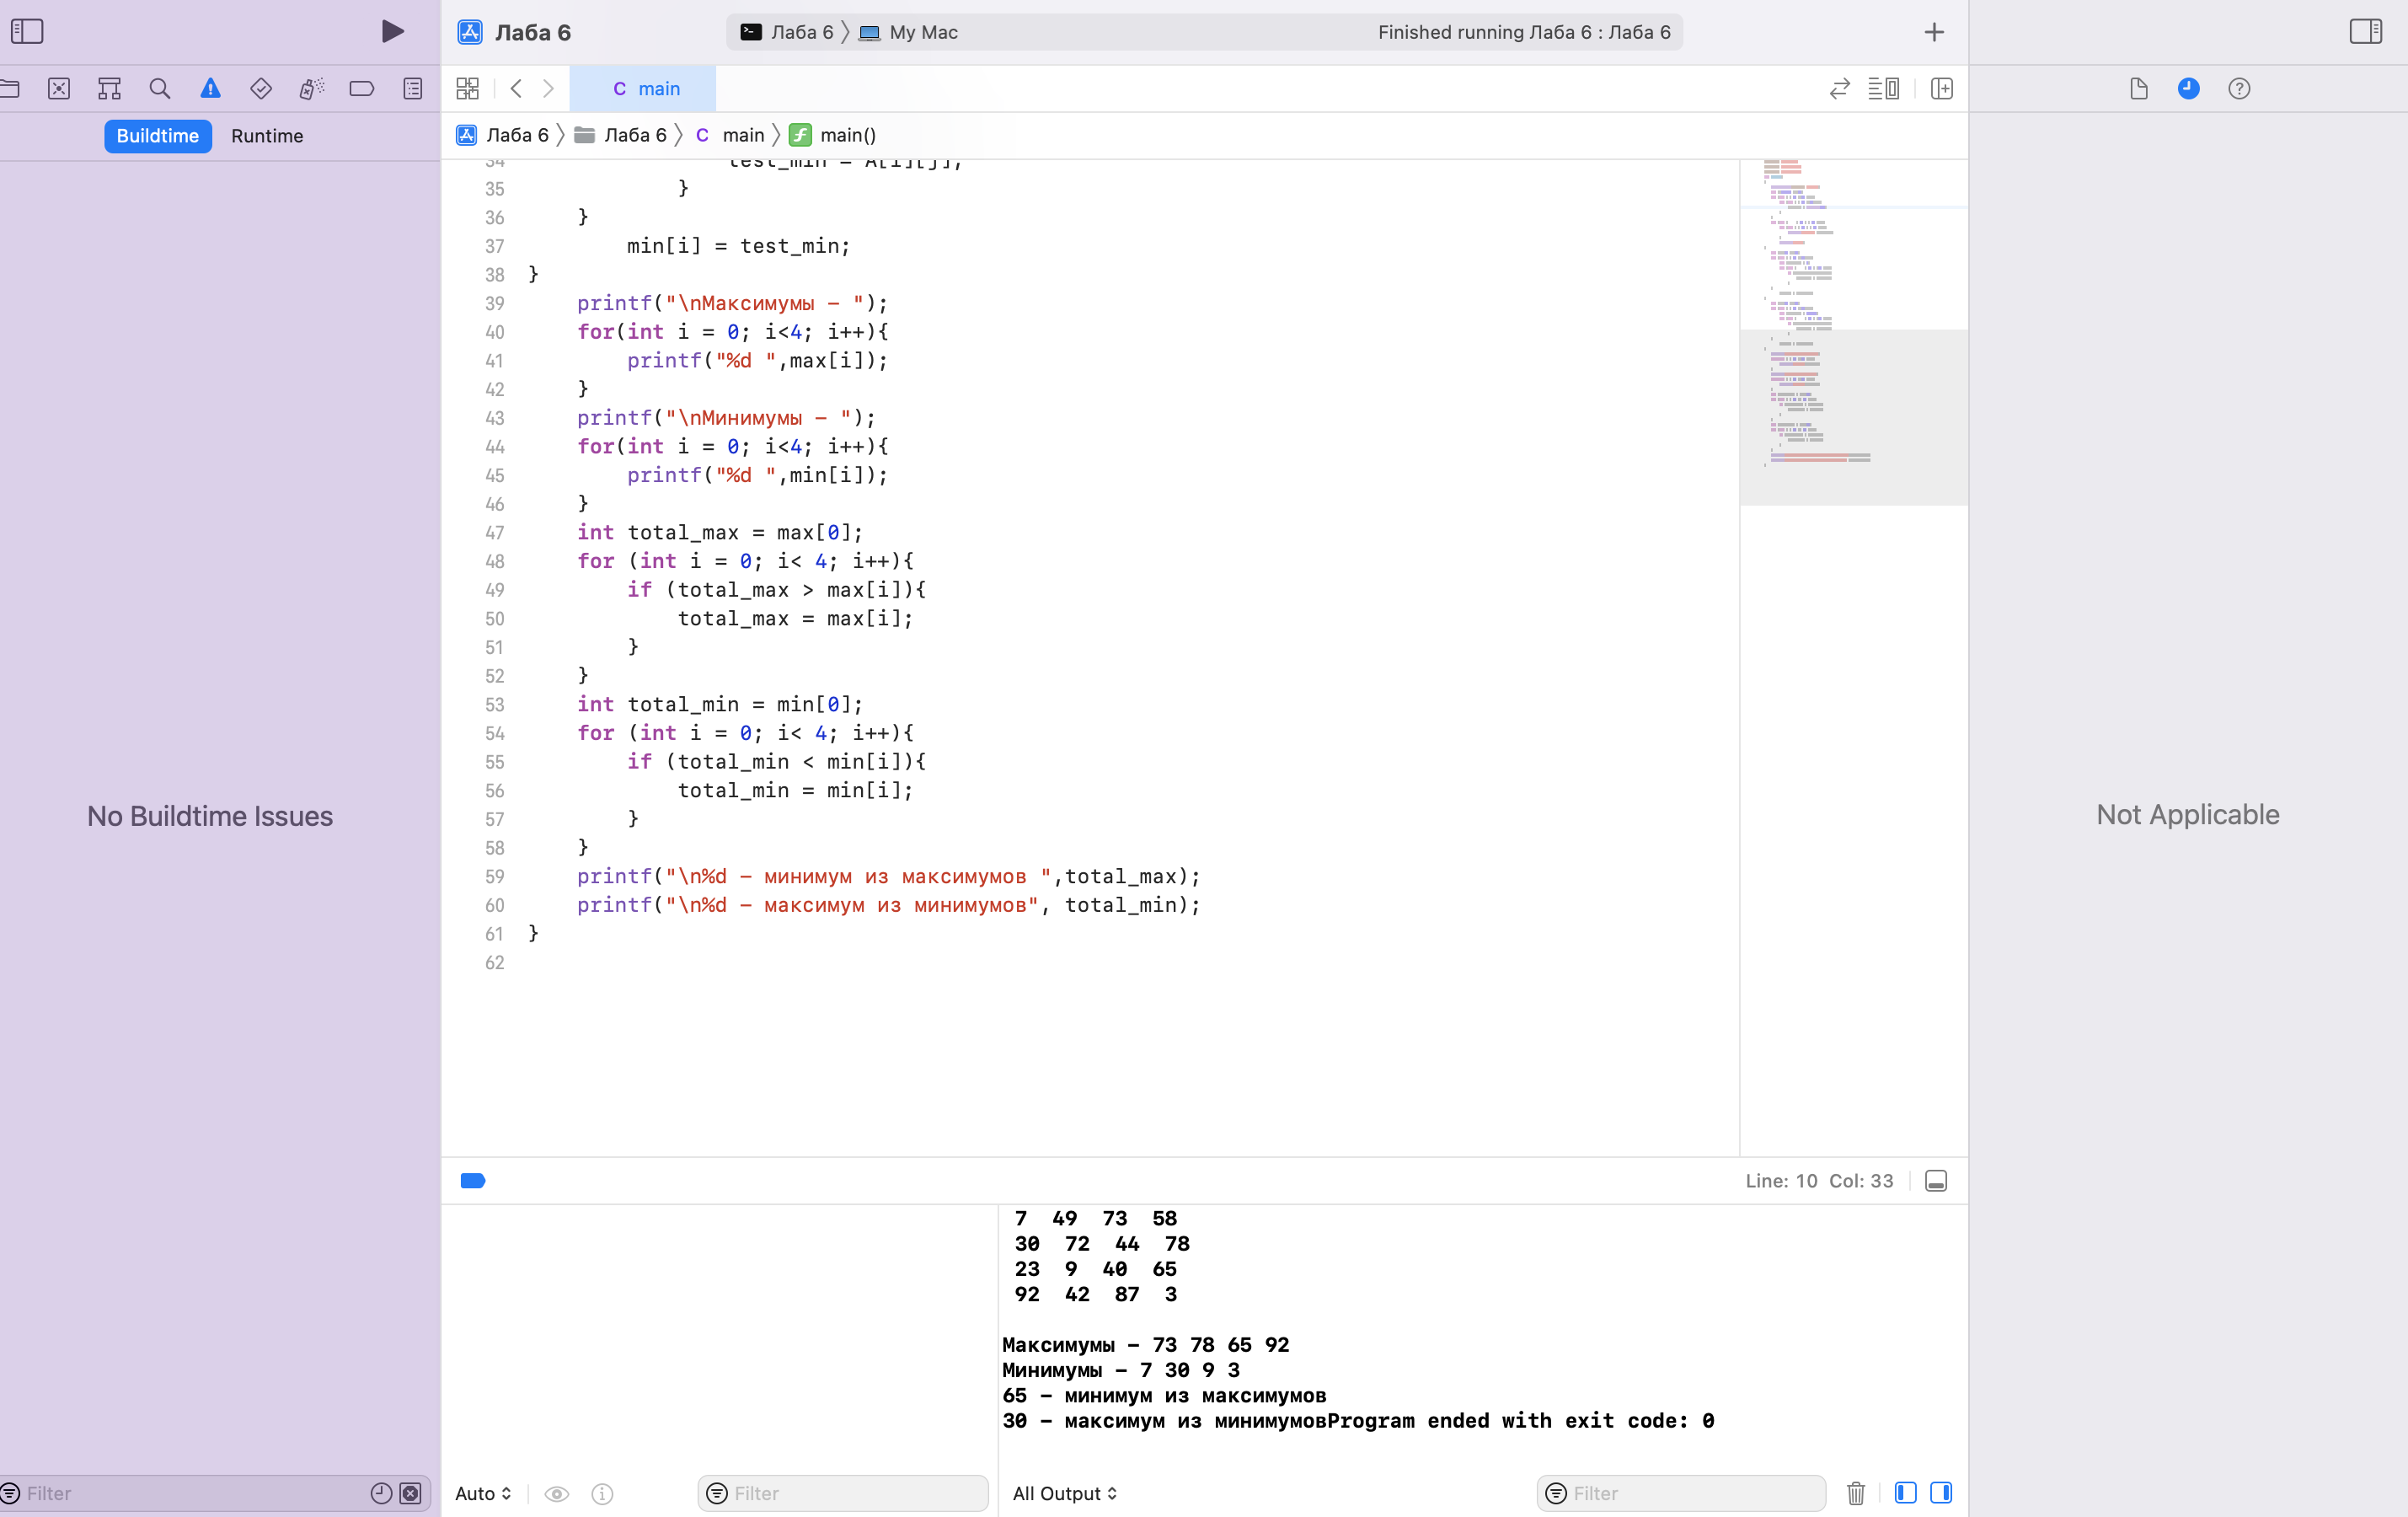 Лаба 6
Лаба 6 My Mac
Finished running Лаба 6 : Лаба 6
C main
Buildtime Runtime
Лаба 6 Лаба 6 C main main()
34 test_min = A[i][j];
35 }
36 }
37 min[i] = test_min;
38 }
39 printf("\nМаксимумы – ");
40 for(int i = 0; i<4; i++){
41 printf("%d ",max[i]);
42 }
43 printf("\nМинимумы – ");
44 for(int i = 0; i<4; i++){
45 printf("%d ",min[i]);
46 }
47 int total_max = max[0];
48 for (int i = 0; i< 4; i++){
49 if (total_max > max[i]){
50 total_max = max[i];
51 }
52 }
53 int total_min = min[0];
54 for (int i = 0; i< 4; i++){
55 if (total_min < min[i]){
56 total_min = min[i];
57 }
58 }
59 printf("\n%d – минимум из максимумов ",total_max);
60 printf("\n%d – максимум из минимумов", total_min);
61 }
62
No Buildtime Issues
Not Applicable
Line: 10 Col: 33
7 49 73 58
30 72 44 78
23 9 40 65
92 42 87 3
Максимумы – 73 78 65 92
Минимумы – 7 30 9 3
65 – минимум из максимумов
30 – максимум из минимумовProgram ended with exit code: 0
Filter
Auto
Filter
All Output
Filter